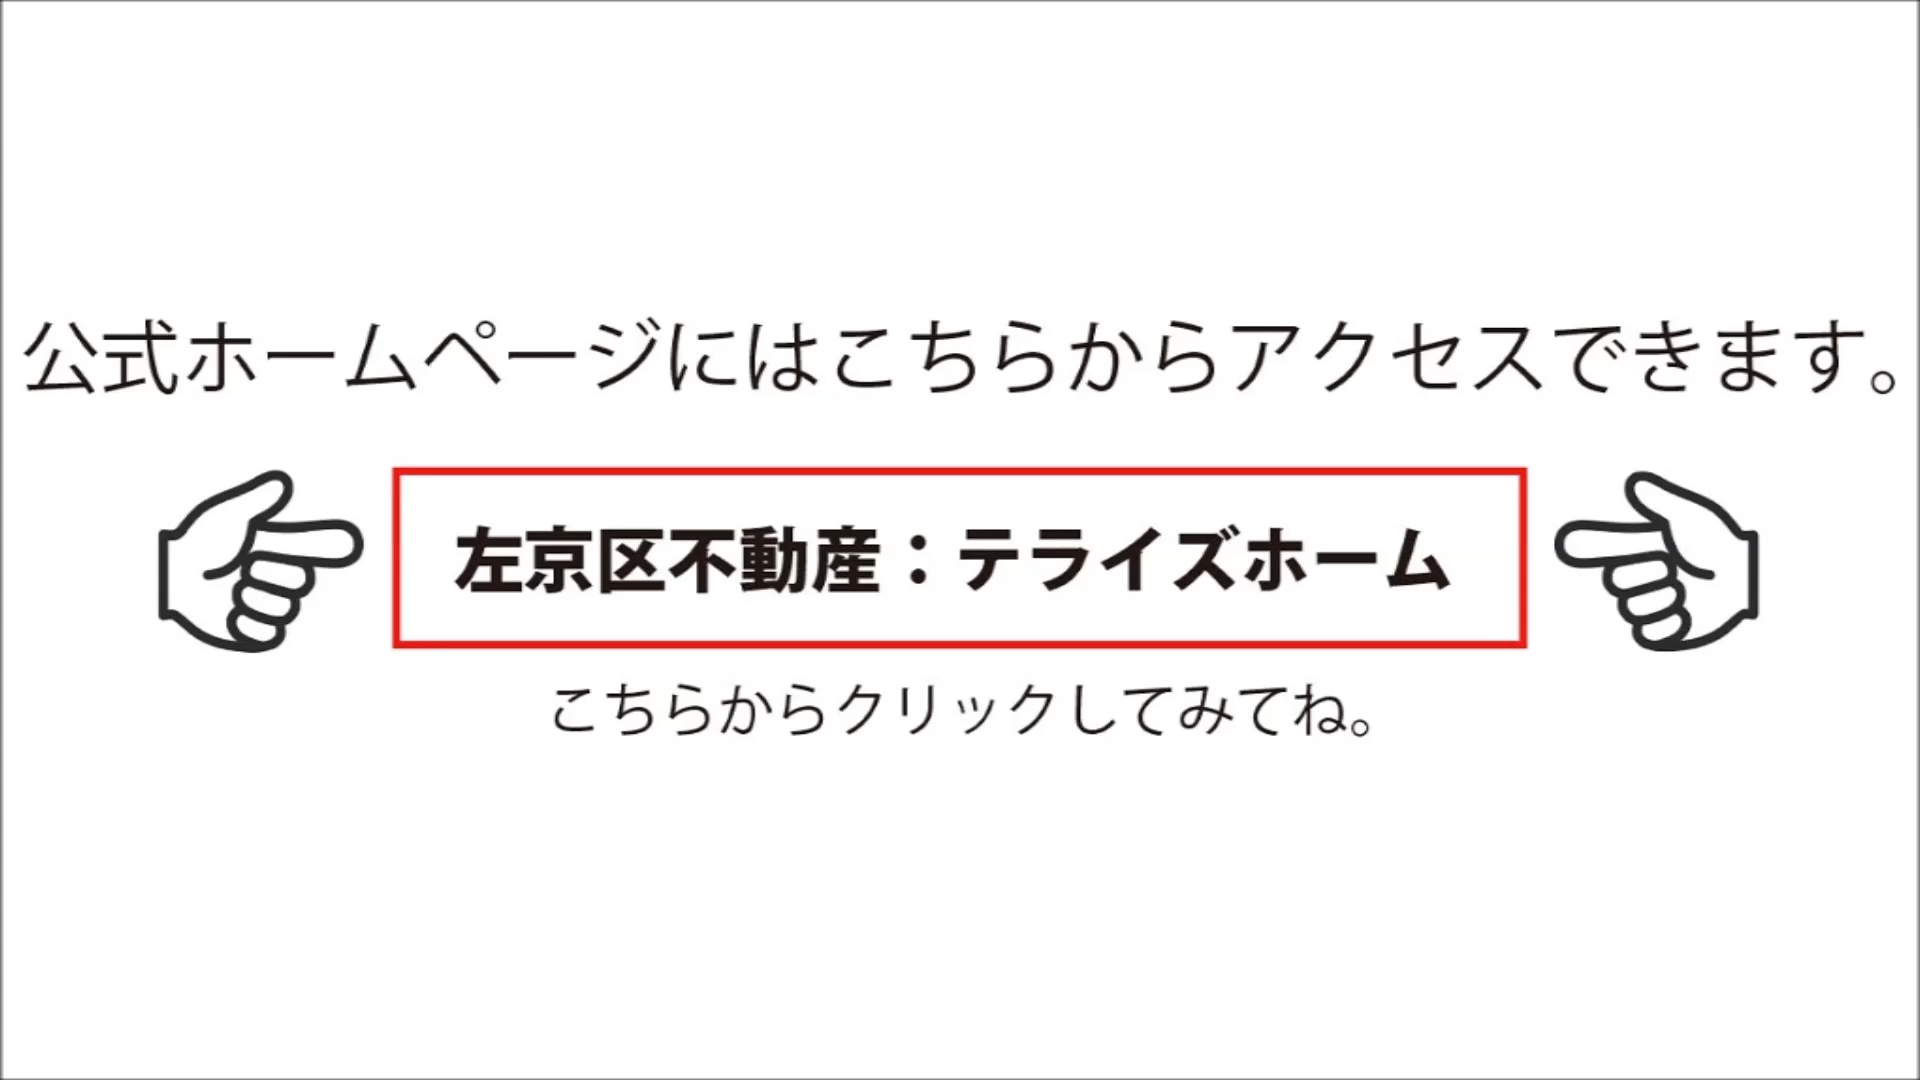 公式ホームページにはこちらからアクセスできます。
左京区不動産：テライズホーム
こちらからクリックしてみてね。